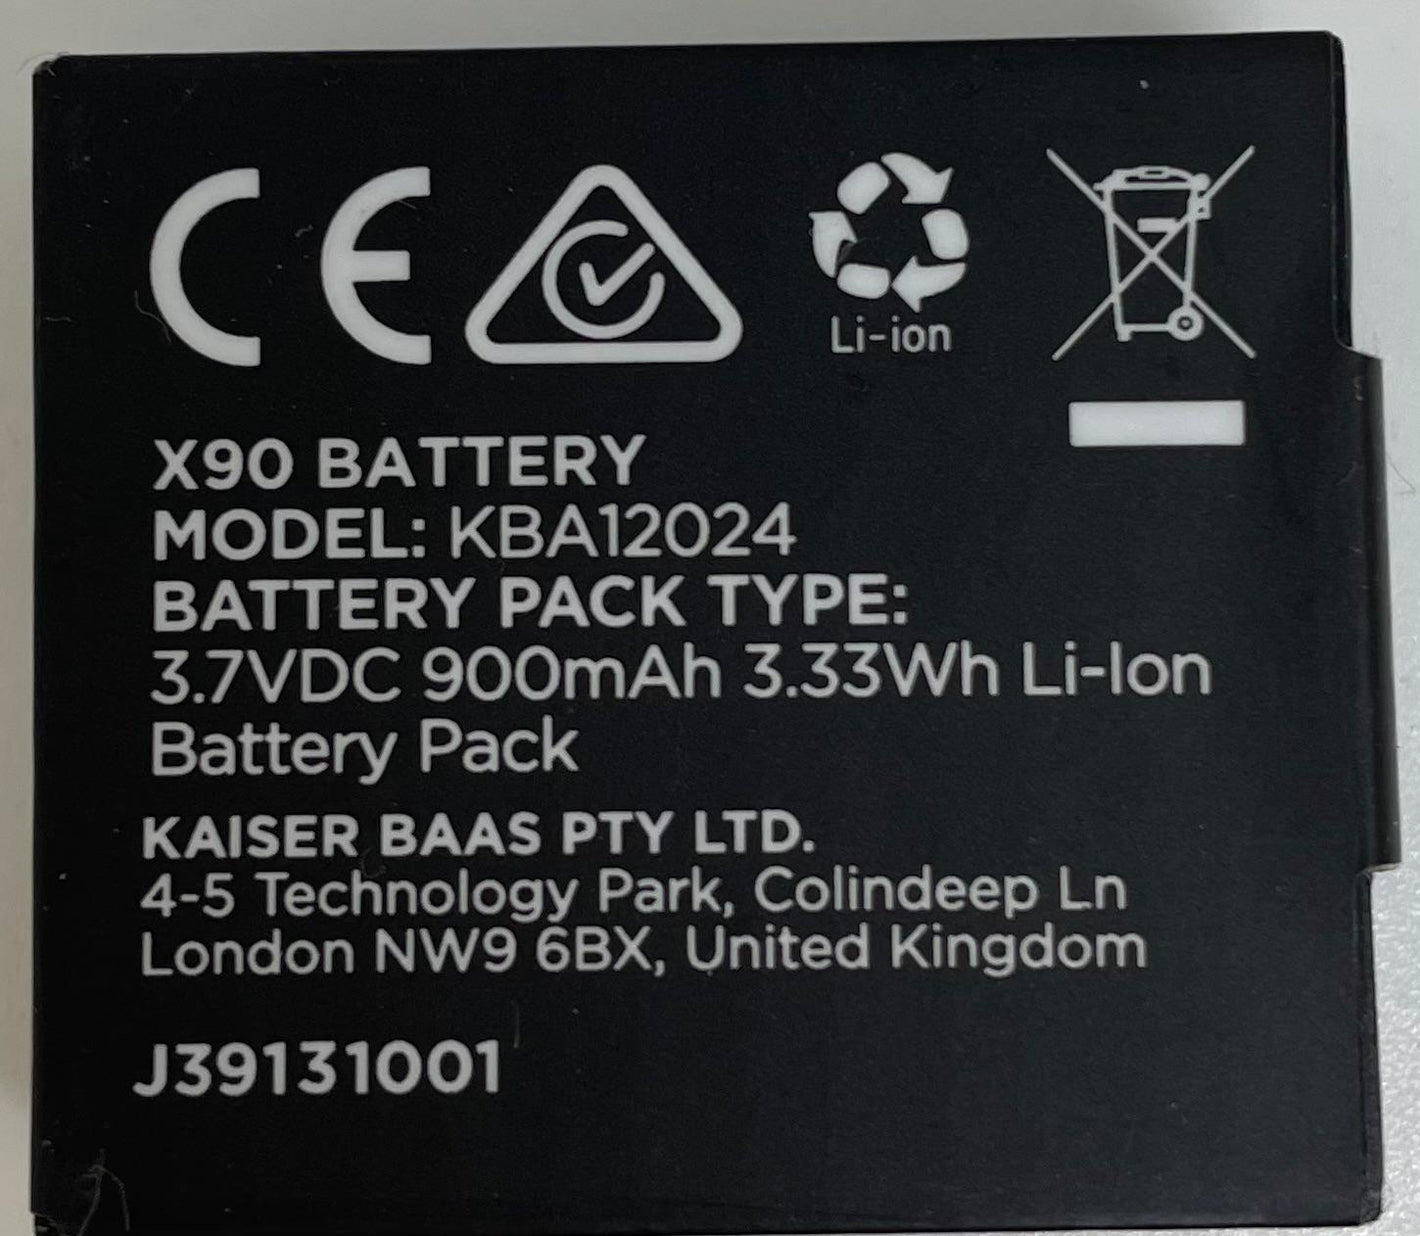 CE
Li-ion
X90 BATTERY
MODEL: KBA12024
BATTERY PACK TYPE:
3.7VDC 900mAh 3.33Wh Li-Ion
Battery Pack
KAISER BAAS PTY LTD.
4-5 Technology Park, Colindeep Ln
London NW9 6BX, United Kingdom
J39131001